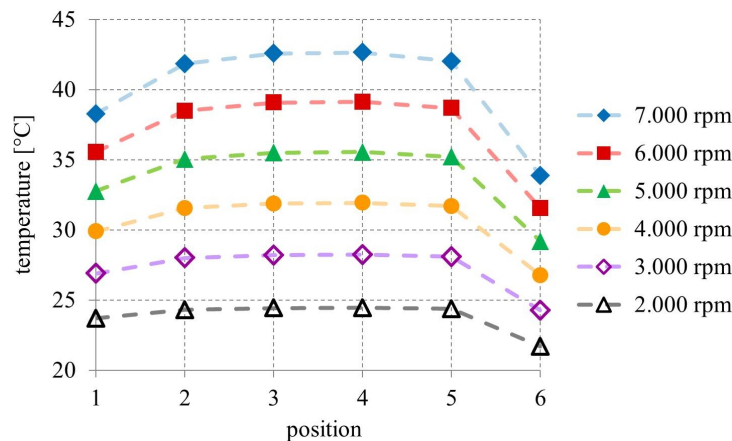 temperature [°C]
45
40
35
30
25
20
1 2 3 4 5 6
position
7.000 rpm
6.000 rpm
5.000 rpm
4.000 rpm
3.000 rpm
2.000 rpm